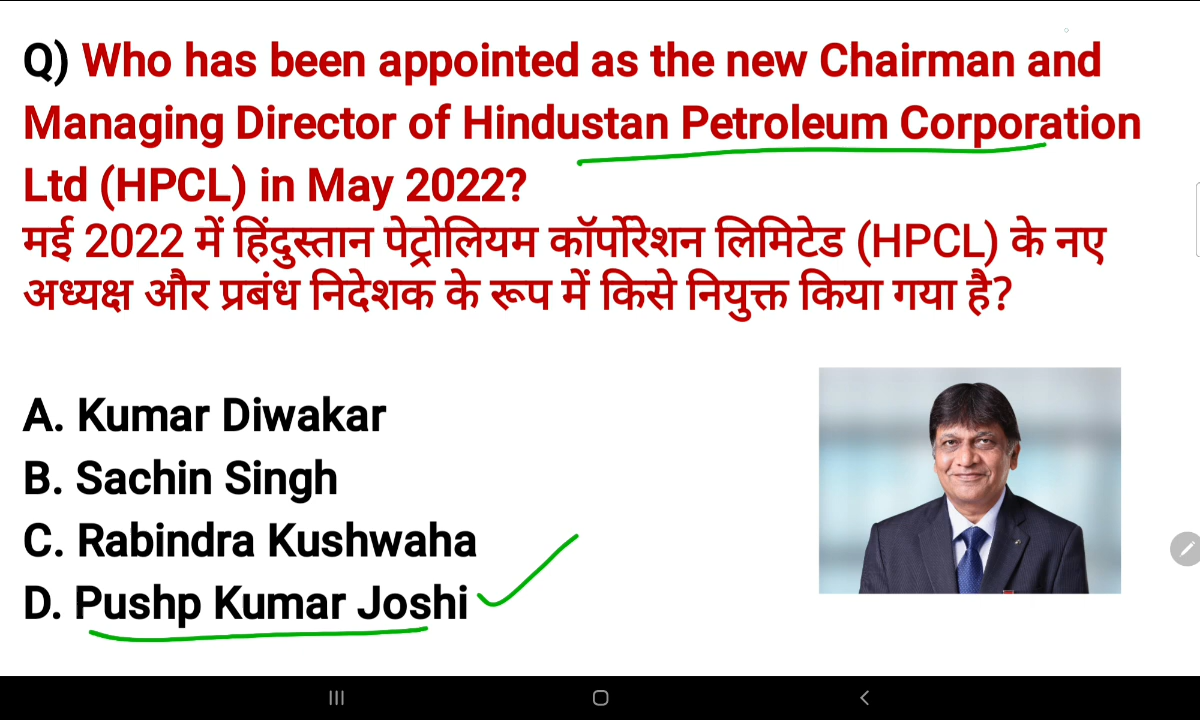 Q) Who has been appointed as the new Chairman and
Managing Director of Hindustan Petroleum Corporation
Ltd (HPCL) in May 2022?
मई 2022 में हिंदुस्तान पेट्रोलियम कॉर्पोरेशन लिमिटेड (HPCL) के नए
अध्यक्ष और प्रबंध निदेशक के रूप में किसे नियुक्त किया गया है?
A. Kumar Diwakar
B. Sachin Singh
C. Rabindra Kushwaha
D. Pushp Kumar Joshi